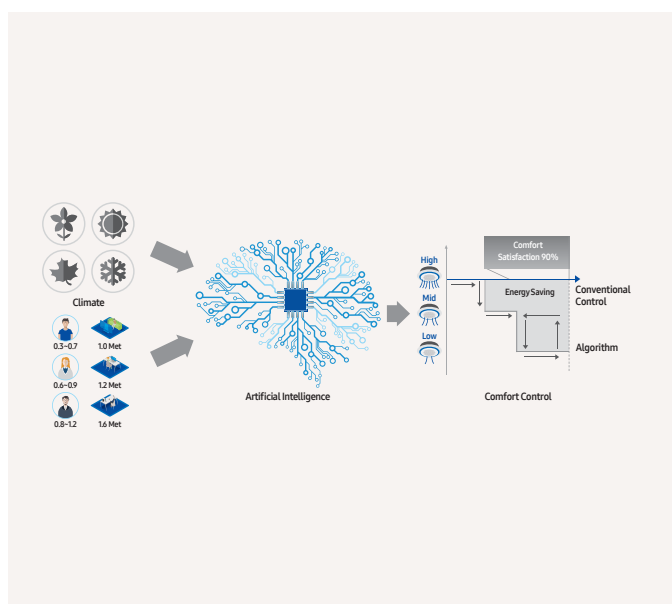 Climate
0.3~0.7
1.0 Met
0.6~0.9
1.2 Met
0.8~1.2
1.6 Met
Artificial Intelligence
High
Mid
Low
Comfort
Satisfaction 90%
Energy Saving
Conventional
Control
Algorithm
Comfort Control